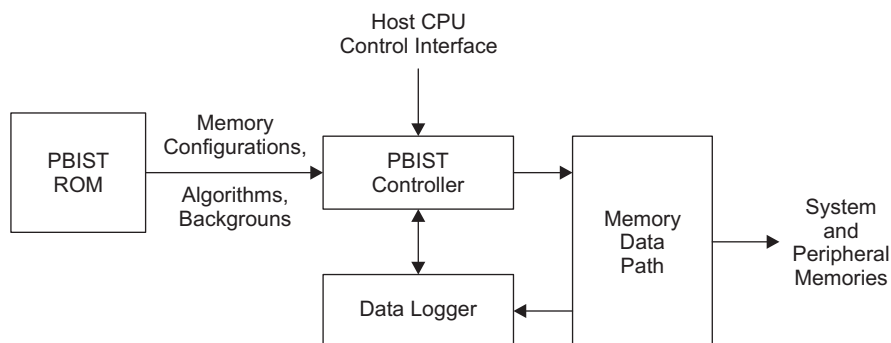 Host CPU
Control Interface
PBIST
ROM
Memory
Configurations,
Algorithms,
Backgrouns
PBIST
Controller
Memory
Data
Path
System
and
Peripheral
Memories
Data Logger